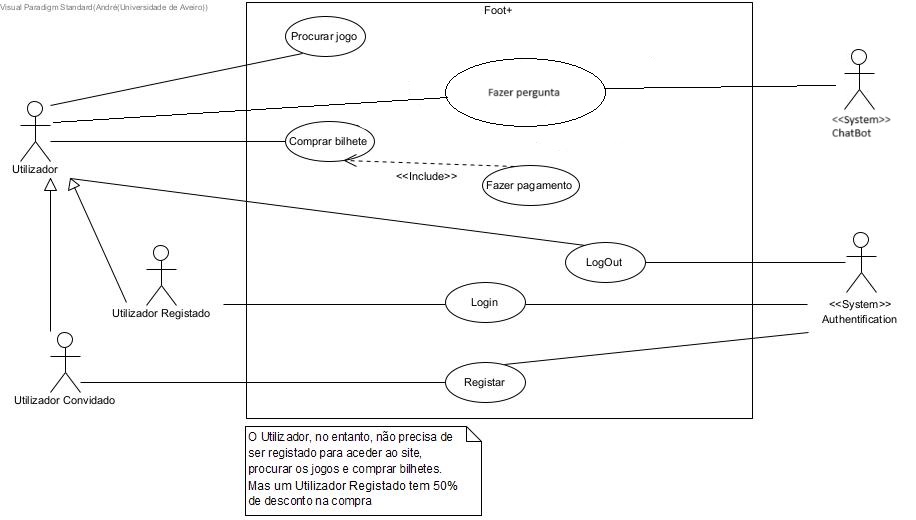 Visual Paradigm Standard(André(Universidade de Aveiro))
Foot+
Procurar jogo
Fazer pergunta
<<System>>
ChatBot
Utilizador
Comprar bilhete
<<Include>>
Fazer pagamento
LogOut
Utilizador Registado
Login
<<System>>
Authentification
Utilizador Convidado
Registar
O Utilizador, no entanto, não precisa de
ser registado para aceder ao site,
procurar os jogos e comprar bilhetes.
Mas um Utilizador Registado tem 50%
de desconto na compra